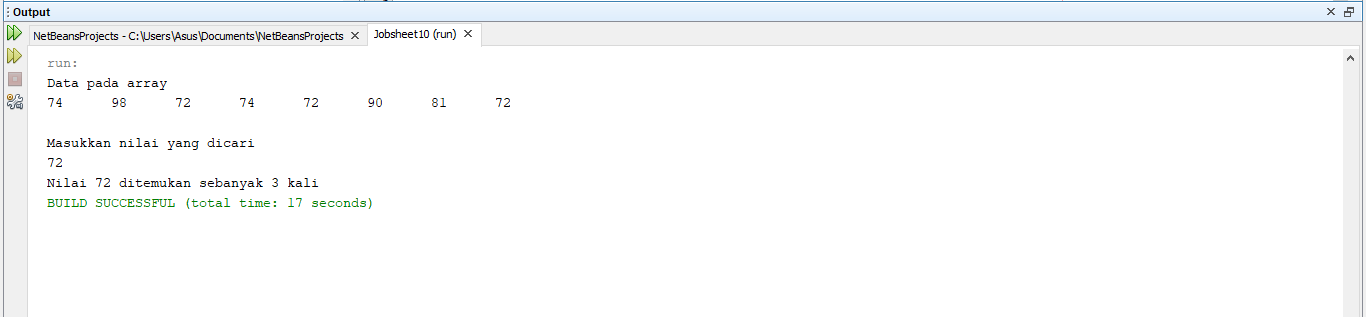 Output
NetBeansProjects - C:\Users\Asus\Documents\NetBeansProjects
Jobsheet10 (run)
run:
Data pada array
74 98 72 74 72 90 81 72
Masukkan nilai yang dicari
72
Nilai 72 ditemukan sebanyak 3 kali
BUILD SUCCESSFUL (total time: 17 seconds)